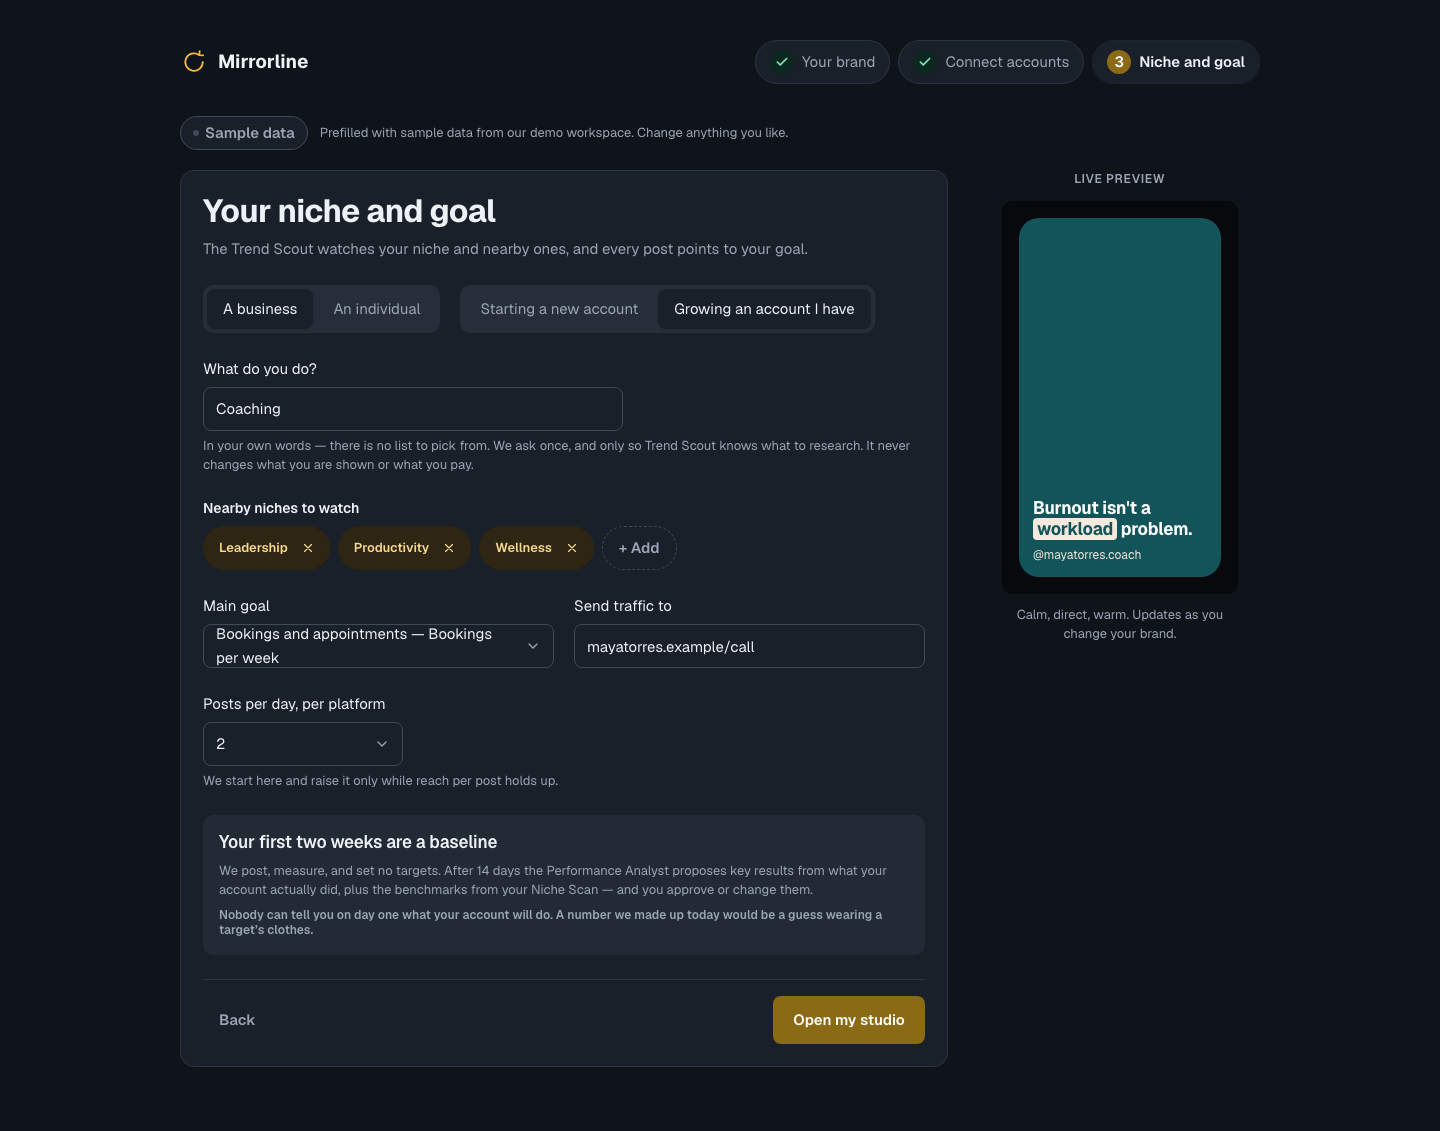 Mirrorline
Your brand
Connect accounts
3 Niche and goal
Sample data
Prefilled with sample data from our demo workspace. Change anything you like.
Your niche and goal
The Trend Scout watches your niche and nearby ones, and every post points to your goal.
A business
An individual
Starting a new account
Growing an account I have
What do you do?
Coaching
In your own words — there is no list to pick from. We ask once, and only so Trend Scout knows what to research. It never
changes what you are shown or what you pay.
Nearby niches to watch
Leadership
Productivity
Wellness
+ Add
Main goal
Bookings and appointments — Bookings
per week
Send traffic to
mayatorres.example/call
Posts per day, per platform
2
We start here and raise it only while reach per post holds up.
Your first two weeks are a baseline
We post, measure, and set no targets. After 14 days the Performance Analyst proposes key results from what your
account actually did, plus the benchmarks from your Niche Scan — and you approve or change them.
Nobody can tell you on day one what your account will do. A number we made up today would be a guess wearing a
target's clothes.
Back
Open my studio
LIVE PREVIEW
Burnout isn't a
workload problem.
@mayatorres.coach
Calm, direct, warm. Updates as you
change your brand.